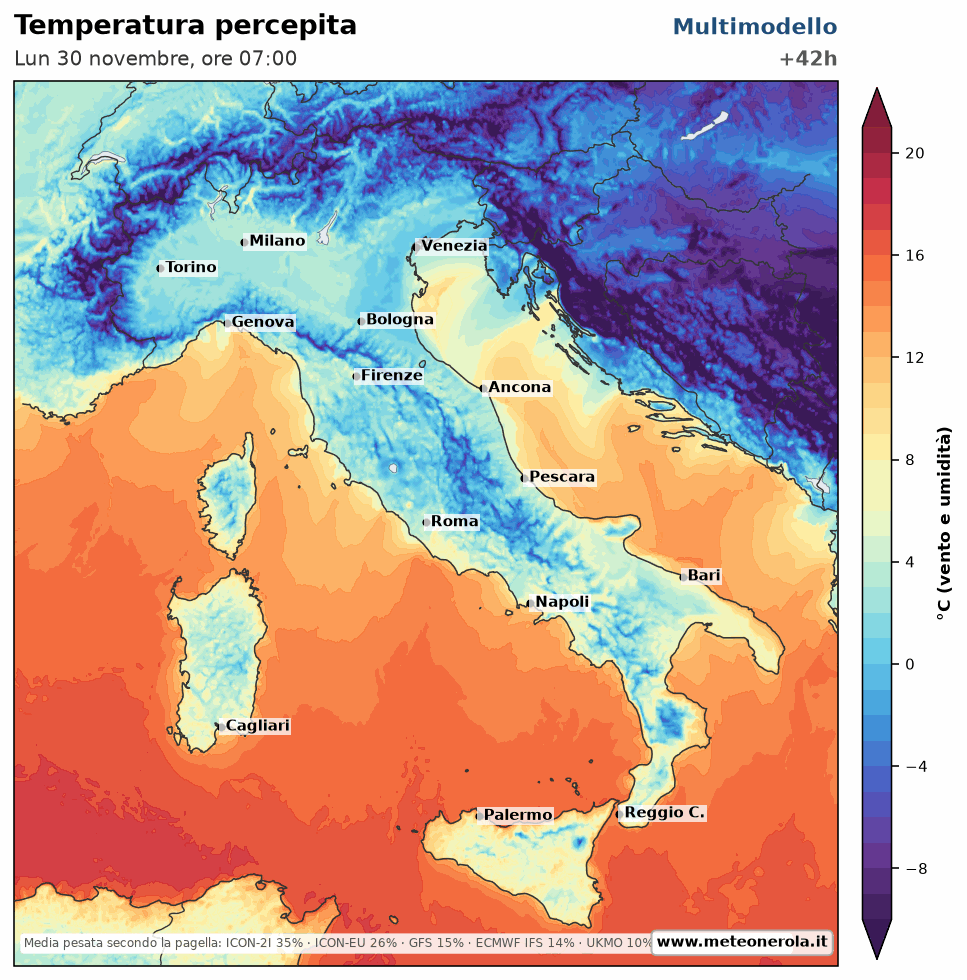 Temperatura percepita
Multimodello
Lun 30 novembre, ore 07:00
+42h
Milano
Venezia
Torino
Genova
Bologna
Firenze
Ancona
Pescara
Roma
Bari
Napoli
Cagliari
Palermo
Reggio C.
20
16
12
8
4
0
−4
−8
°C (vento e umidità)
Media pesata secondo la pagella: ICON-2I 35% · ICON-EU 26% · GFS 15% · ECMWF IFS 14% · UKMO 10%
www.meteonerola.it